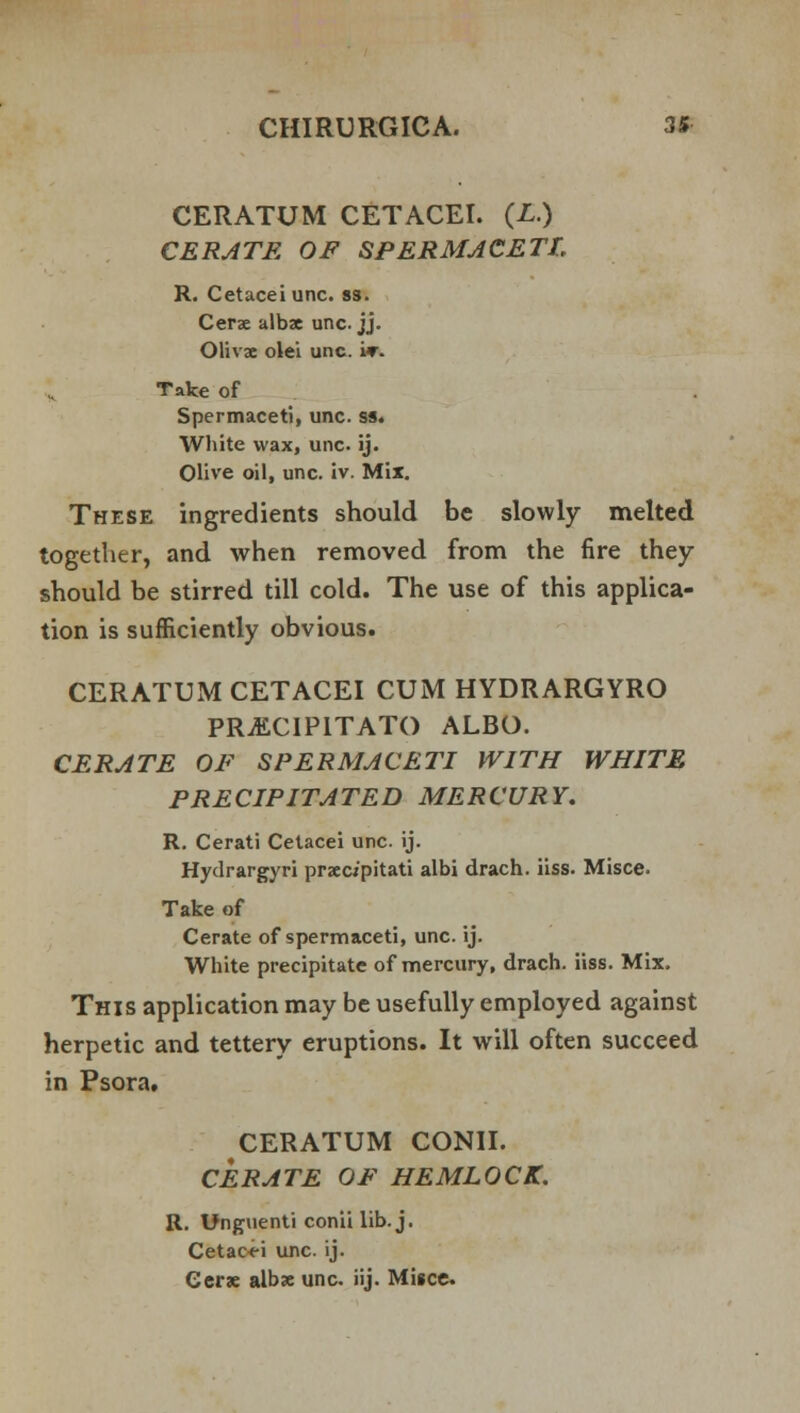 CHIRURGICA. 35
CERATUM CETACEI. (L.)
CERATE OF SPERMACETI.
R. Cetacei unc. ss.
Ceræ albæ unc. jj.
Olivæ olei unc. iv.
Take of
Spermaceti, unc. ss.
White wax, unc. ij.
Olive oil, unc. iv. Mix.
These ingredients should be slowly melted
together, and when removed from the fire they
should be stirred till cold. The use of this applica-
tion is sufficiently obvious.
CERATUM CETACEI CUM HYDRARGYRO
PRÆCIPITATO ALBO.
CERATE OF SPERMACETI WITH WHITE
PRECIPITATED MERCURY.
R. Cerati Cetacei unc. ij.
Hydrargyri præcipitati albi drach. iiss. Misce.
Take of
Cerate of spermaceti, unc. ij.
White precipitate of mercury, drach. iiss. Mix.
This application may be usefully employed against
herpetic and tettery eruptions. It will often succeed
in Psora.
CERATUM CONII.
CERATE OF HEMLOCK.
R. Unguenti conii lib. j.
Cetacei unc. ij.
Ceræ albæ unc. iij. Misce.